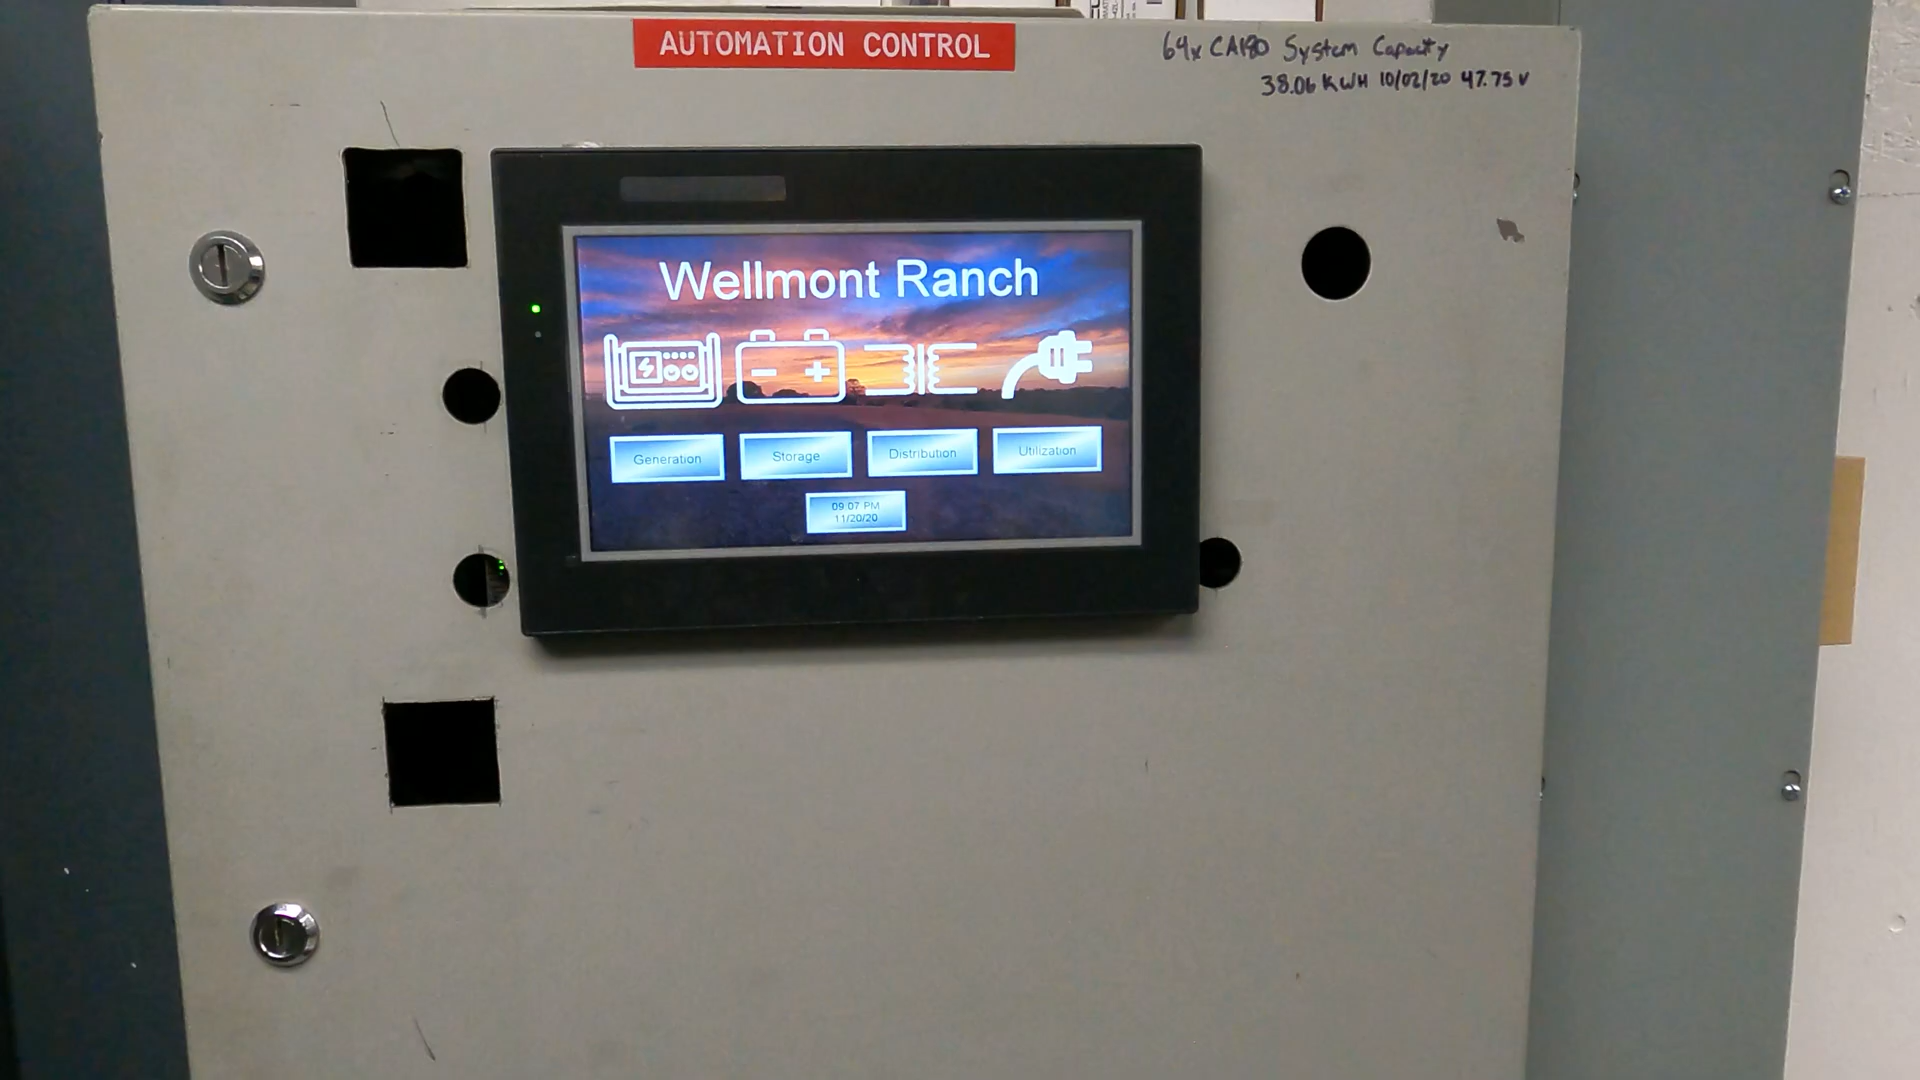 AUTOMATION CONTROL
64x CA180 System Capacity
38.06 KWH 10/02/20 47.75 V
Wellmont Ranch
Generation
Storage
Distribution
Utilization
09:07 PM
11/20/20